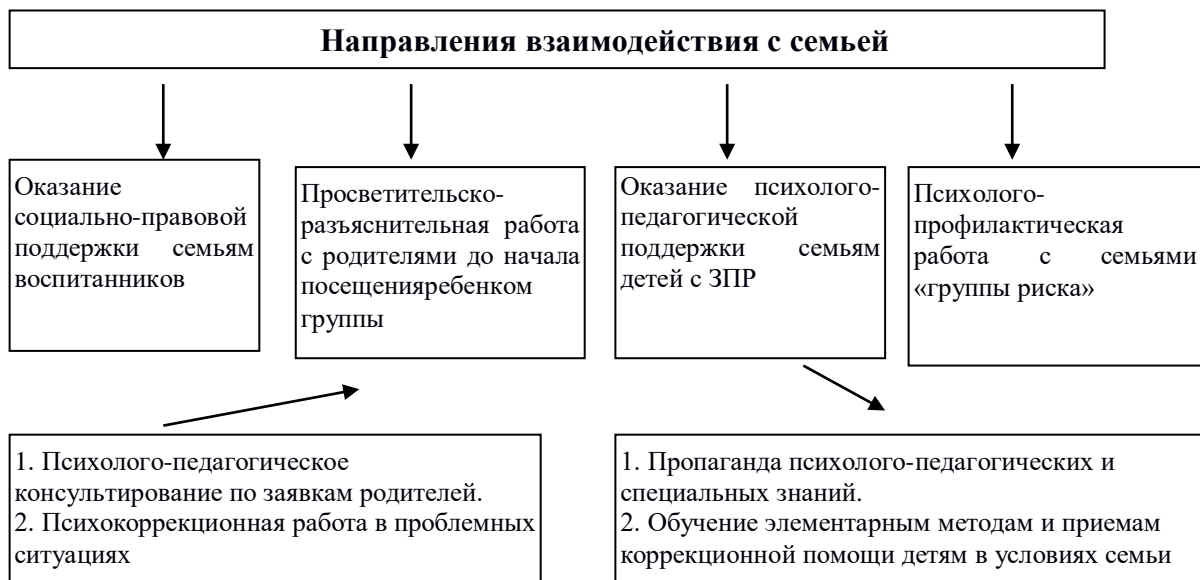 Направления взаимодействия с семьей
Оказание
социально-правовой
поддержки семьям
воспитанников
Просветительско-
разъяснительная работа
с родителями до начала
посещенияребенком
группы
Оказание психолого-
педагогической
поддержки семьям
детей с ЗПР
Психолого-
профилактическая
работа с семьями
«группы риска»
1. Психолого-педагогическое
консультирование по заявкам родителей.
2. Психокоррекционная работа в проблемных
ситуациях
1. Пропаганда психолого-педагогических и
специальных знаний.
2. Обучение элементарным методам и приемам
коррекционной помощи детям в условиях семьи